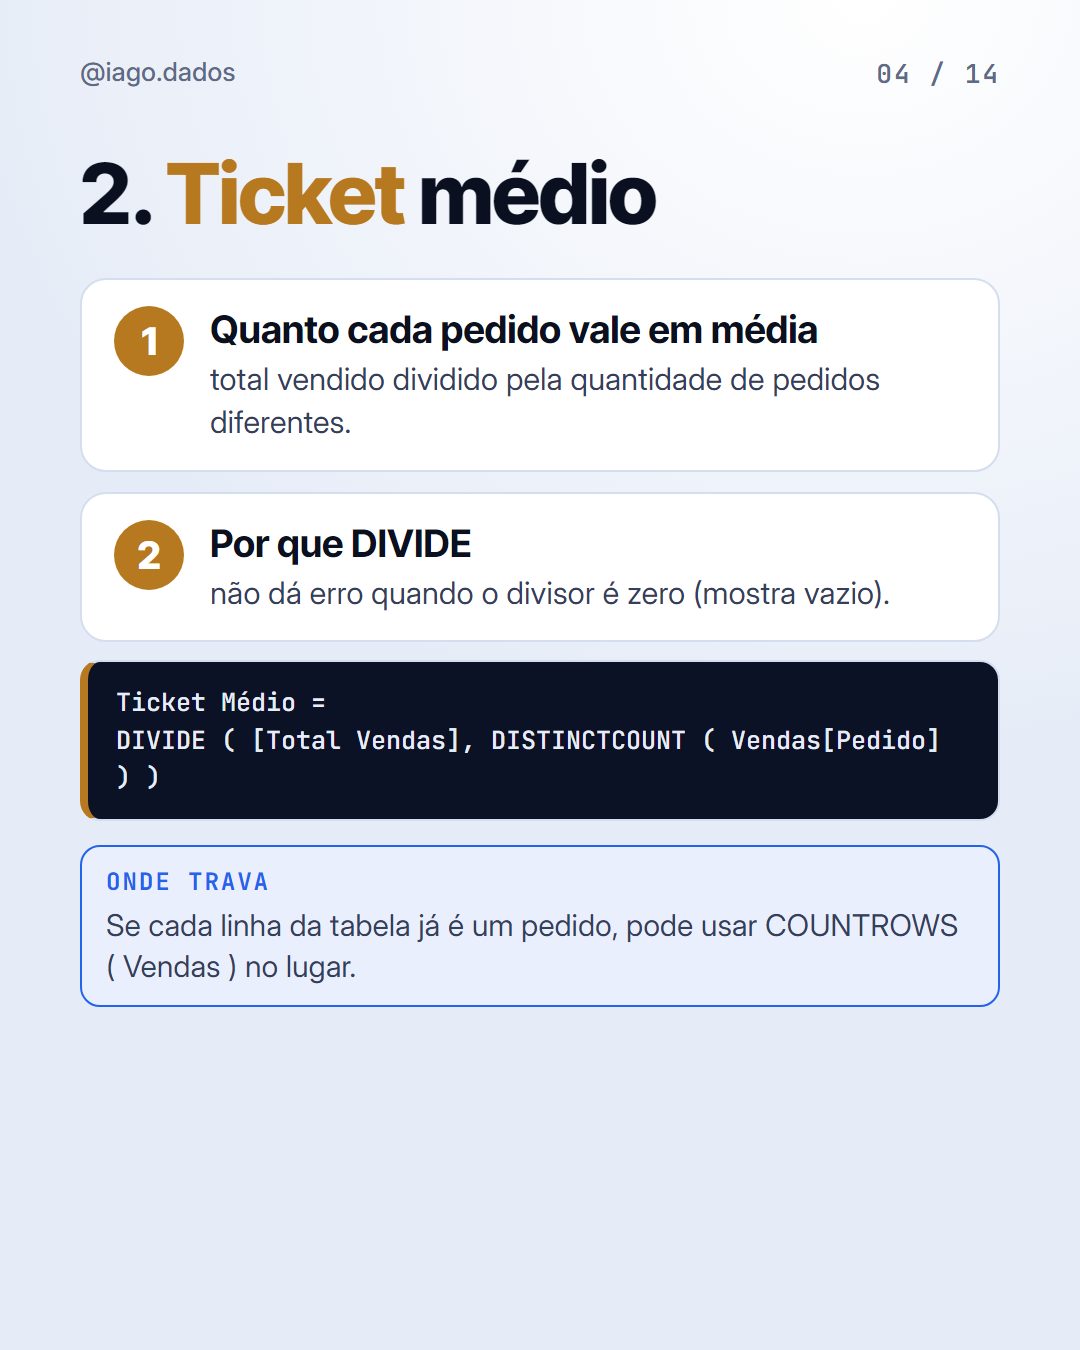 @iago.dados
04 / 14
2. Ticket médio
1
Quanto cada pedido vale em média
total vendido dividido pela quantidade de pedidos
diferentes.
2
Por que DIVIDE
não dá erro quando o divisor é zero (mostra vazio).
Ticket Médio =
DIVIDE ( [Total Vendas], DISTINCTCOUNT ( Vendas[Pedido]
) )
ONDE TRAVA
Se cada linha da tabela já é um pedido, pode usar COUNTROWS
( Vendas ) no lugar.